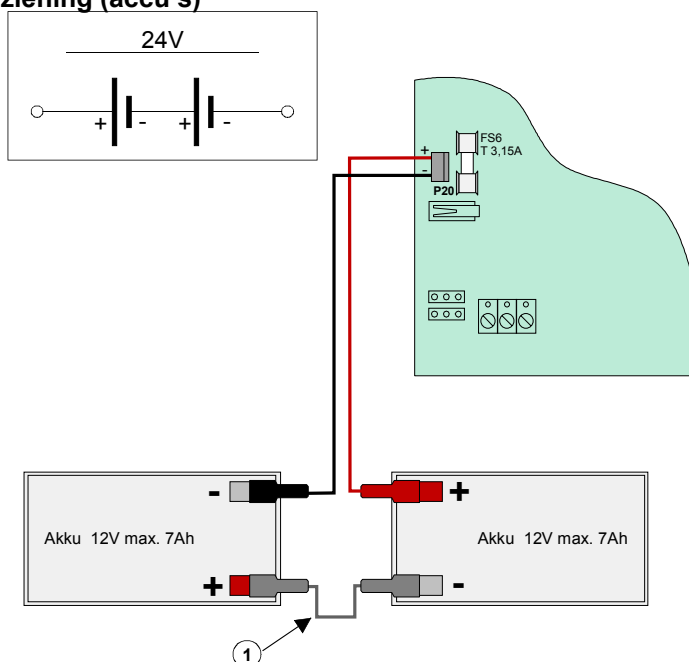 ziening (accu's)
24V
+ - + -
FS6
T 3,15A
+
-
P20
- +
Akku 12V max. 7Ah Akku 12V max. 7Ah
+ -
1